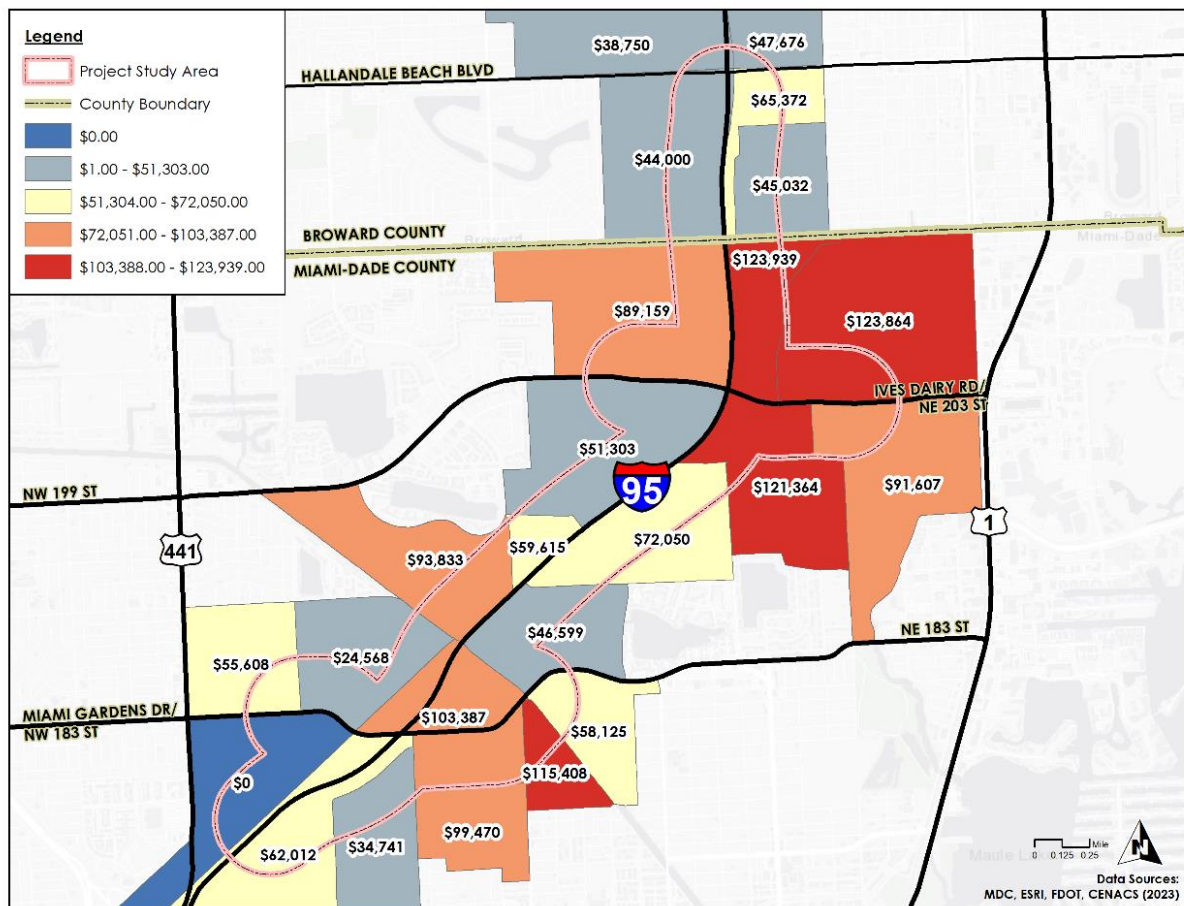 Legend
Project Study Area
County Boundary
$0.00
$1.00 - $51,303.00
$51,304.00 - $72,050.00
$72,051.00 - $103,387.00
$103,388.00 - $123,939.00
$38,750
$47,676
HALLANDALE BEACH BLVD
$65,372
$44,000
$45,032
BROWARD COUNTY
Broward
Broward
MIAMI-DADE COUNTY
Miami-Dade
$123,939
$89,159
$123,864
IVES DAIRY RD/
NE 203 ST
$51,303
95
NW 199 ST
$121,364
$91,607
441
1
$93,833
$59,615
$72,050
$46,599
NE 183 ST
$55,608
$24,568
MIAMI GARDENS DR/
NW 183 ST
$103,387
$58,125
$0
$115,408
$62,012
$34,741
$99,470
Mile
0 0.125 0.25
N
Maule Lake
Data Sources:
MDC, ESRI, FDOT, CENACS (2023)